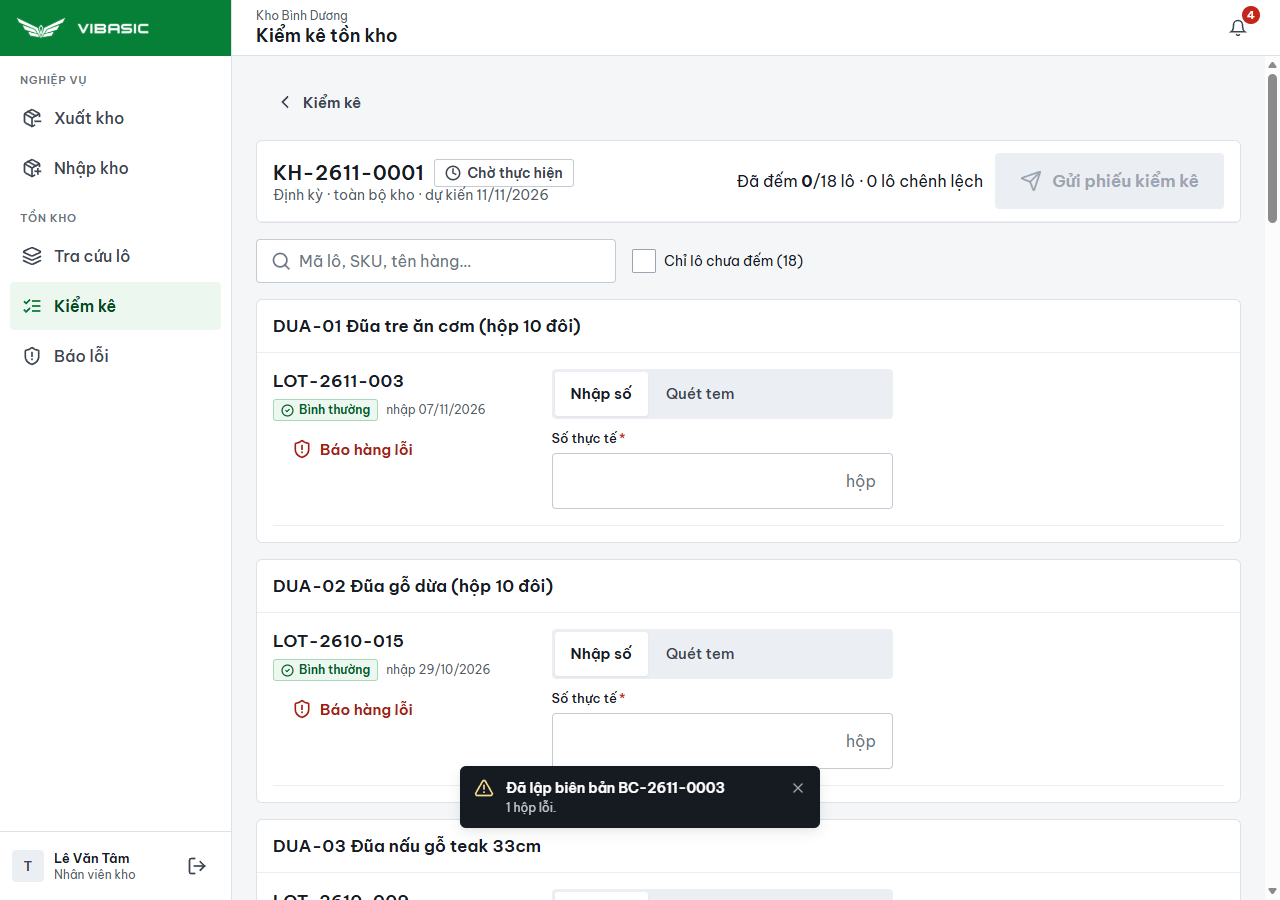 VIBASIC
Kho Bình Dương
Kiểm kê tồn kho
4
NGHIỆP VỤ
Xuất kho
Nhập kho
TỒN KHO
Tra cứu lô
Kiểm kê
Báo lỗi
Kiểm kê
KH-2611-0001
Chờ thực hiện
Định kỳ · toàn bộ kho · dự kiến 11/11/2026
Đã đếm 0/18 lô · 0 lô chênh lệch
Gửi phiếu kiểm kê
Mã lô, SKU, tên hàng...
Chỉ lô chưa đếm (18)
DUA-01 Đũa tre ăn cơm (hộp 10 đôi)
LOT-2611-003
Bình thường
nhập 07/11/2026
Báo hàng lỗi
Nhập số
Quét tem
Số thực tế*
hộp
DUA-02 Đũa gỗ dừa (hộp 10 đôi)
LOT-2610-015
Bình thường
nhập 29/10/2026
Báo hàng lỗi
Nhập số
Quét tem
Số thực tế*
hộp
Đã lập biên bản BC-2611-0003
1 hộp lỗi.
DUA-03 Đũa nấu gỗ teak 33cm
T
Lê Văn Tâm
Nhân viên kho